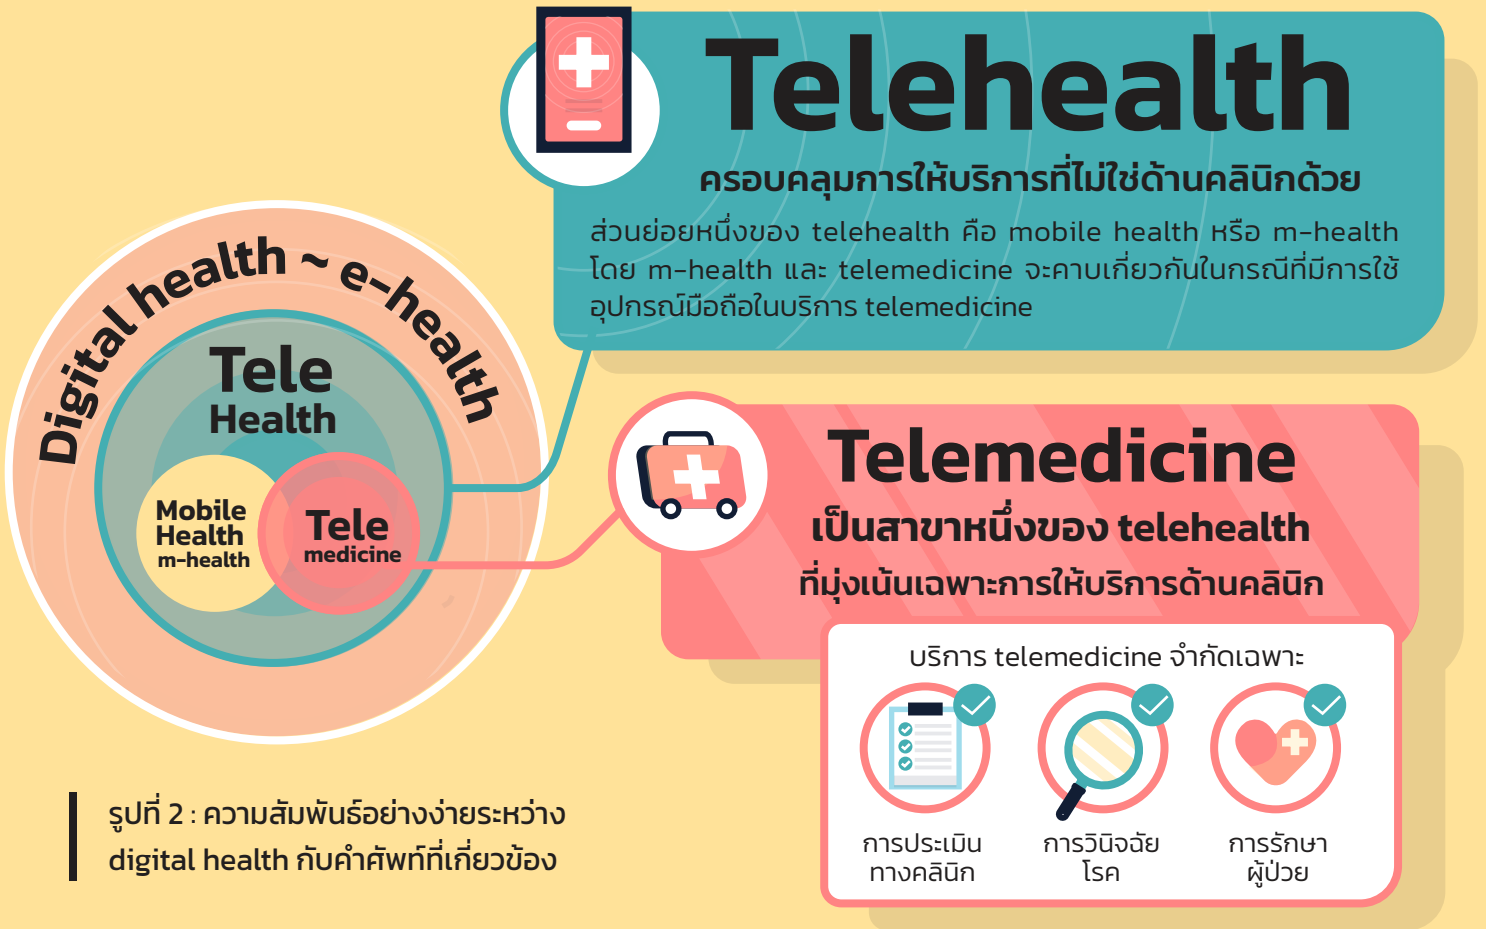 Telehealth
ครอบคลุมการให้บริการที่ไม่ใช่ด้านคลินิกด้วย
ส่วนย่อยหนึ่งของ telehealth คือ mobile health หรือ m-health
โดย m-health และ telemedicine จะคาบเกี่ยวกันในกรณีที่มีการใช้
อุปกรณ์มือถือในบริการ telemedicine
Digital health ~ e-health
Tele
Health
Mobile
Health
m-health
Tele
medicine
Telemedicine
เป็นสาขาหนึ่งของ telehealth
ที่มุ่งเน้นเฉพาะการให้บริการด้านคลินิก
บริการ telemedicine จำกัดเฉพาะ
การประเมิน
ทางคลินิก
การวินิจฉัย
โรค
การรักษา
ผู้ป่วย
รูปที่ 2 : ความสัมพันธ์อย่างง่ายระหว่าง
digital health กับคำศัพท์ที่เกี่ยวข้อง